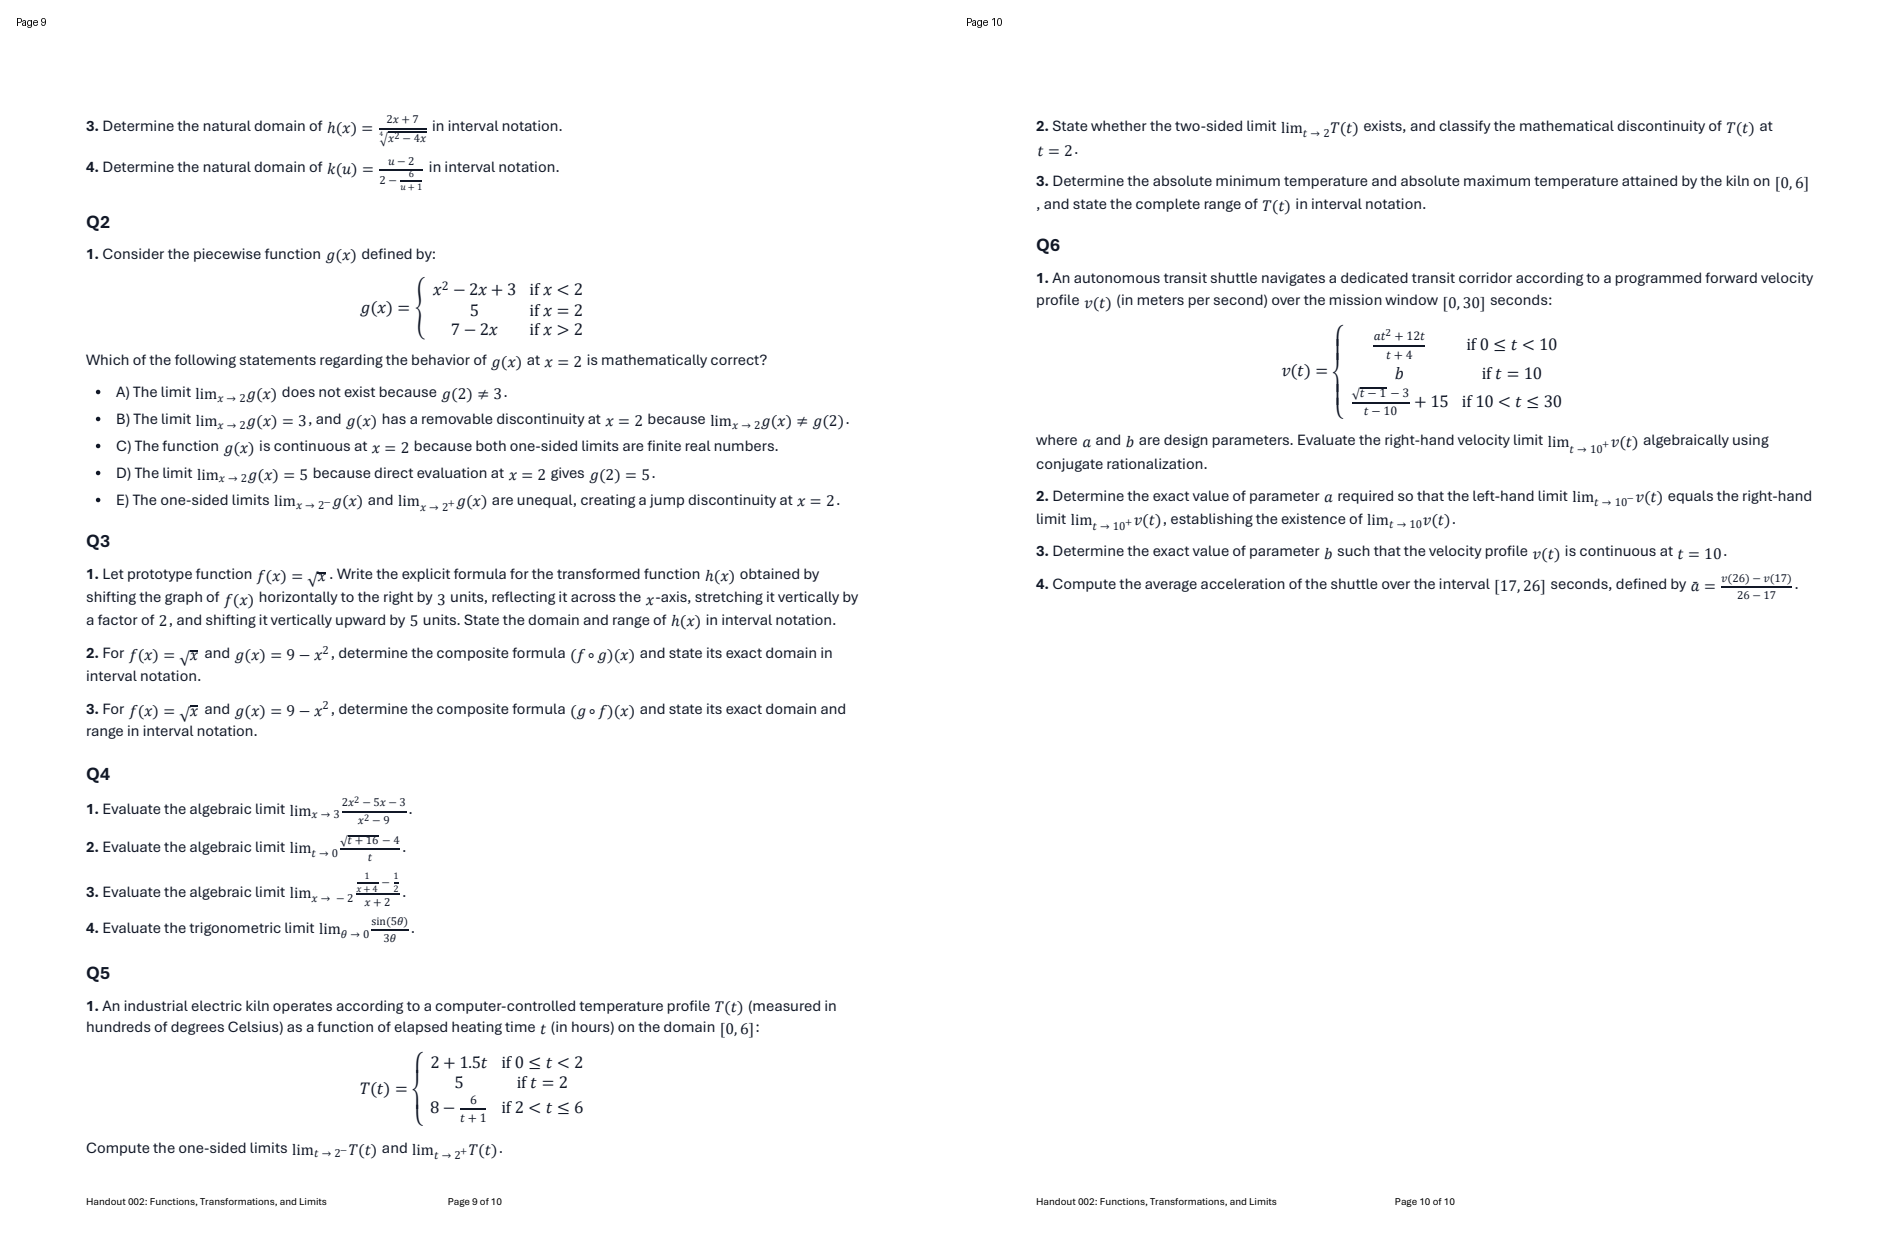 Page 9
3. Determine the natural domain of h(x) = (2x + 7)/∜(x² − 4x) in interval notation.
4. Determine the natural domain of k(u) = (u − 2)/(2 − 6/(u + 1)) in interval notation.
Q2
1. Consider the piecewise function g(x) defined by:
g(x) = { x² − 2x + 3 if x < 2
5 if x = 2
7 − 2x if x > 2
Which of the following statements regarding the behavior of g(x) at x = 2 is mathematically correct?
• A) The limit lim x → 2 g(x) does not exist because g(2) ≠ 3.
• B) The limit lim x → 2 g(x) = 3, and g(x) has a removable discontinuity at x = 2 because lim x → 2 g(x) ≠ g(2).
• C) The function g(x) is continuous at x = 2 because both one-sided limits are finite real numbers.
• D) The limit lim x → 2 g(x) = 5 because direct evaluation at x = 2 gives g(2) = 5.
• E) The one-sided limits lim x → 2⁻ g(x) and lim x → 2⁺ g(x) are unequal, creating a jump discontinuity at x = 2.
Q3
1. Let prototype function f(x) = √x. Write the explicit formula for the transformed function h(x) obtained by
shifting the graph of f(x) horizontally to the right by 3 units, reflecting it across the x-axis, stretching it vertically by
a factor of 2, and shifting it vertically upward by 5 units. State the domain and range of h(x) in interval notation.
2. For f(x) = √x and g(x) = 9 − x², determine the composite formula (f ∘ g)(x) and state its exact domain in
interval notation.
3. For f(x) = √x and g(x) = 9 − x², determine the composite formula (g ∘ f)(x) and state its exact domain and
range in interval notation.
Q4
1. Evaluate the algebraic limit lim x → 3 (2x² − 5x − 3)/(x² − 9).
2. Evaluate the algebraic limit lim t → 0 (√(t + 16) − 4)/t.
3. Evaluate the algebraic limit lim x → −2 (1/(x + 4) − 1/2)/(x + 2).
4. Evaluate the trigonometric limit lim θ → 0 sin(5θ)/3θ.
Q5
1. An industrial electric kiln operates according to a computer-controlled temperature profile T(t) (measured in
hundreds of degrees Celsius) as a function of elapsed heating time t (in hours) on the domain [0, 6]:
T(t) = { 2 + 1.5t if 0 ≤ t < 2
5 if t = 2
8 − 6/(t + 1) if 2 < t ≤ 6
Compute the one-sided limits lim t → 2⁻ T(t) and lim t → 2⁺ T(t).
Handout 002: Functions, Transformations, and Limits Page 9 of 10
Page 10
2. State whether the two-sided limit lim t → 2 T(t) exists, and classify the mathematical discontinuity of T(t) at
t = 2.
3. Determine the absolute minimum temperature and absolute maximum temperature attained by the kiln on [0, 6]
, and state the complete range of T(t) in interval notation.
Q6
1. An autonomous transit shuttle navigates a dedicated transit corridor according to a programmed forward velocity
profile v(t) (in meters per second) over the mission window [0, 30] seconds:
v(t) = { (at² + 12t)/(t + 4) if 0 ≤ t < 10
b if t = 10
(√(t − 1) − 3)/(t − 10) + 15 if 10 < t ≤ 30
where a and b are design parameters. Evaluate the right-hand velocity limit lim t → 10⁺ v(t) algebraically using
conjugate rationalization.
2. Determine the exact value of parameter a required so that the left-hand limit lim t → 10⁻ v(t) equals the right-hand
limit lim t → 10⁺ v(t), establishing the existence of lim t → 10 v(t).
3. Determine the exact value of parameter b such that the velocity profile v(t) is continuous at t = 10.
4. Compute the average acceleration of the shuttle over the interval [17, 26] seconds, defined by ā = (v(26) − v(17))/(26 − 17).
Handout 002: Functions, Transformations, and Limits Page 10 of 10